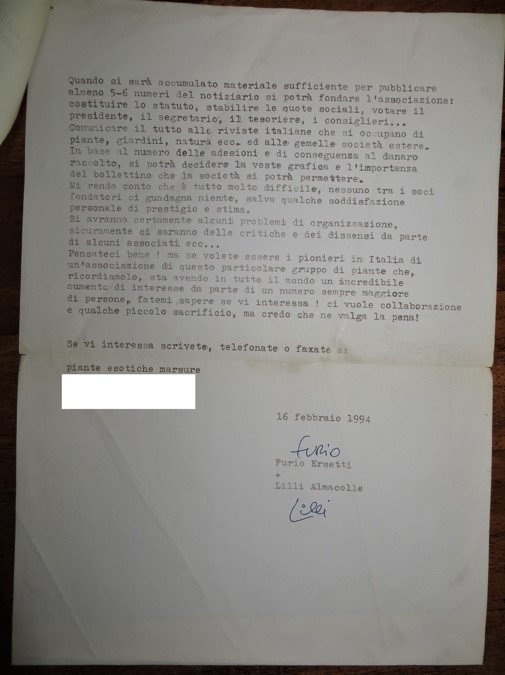 Quando si sarà accumulato materiale sufficiente per pubblicare
almeno 5-6 numeri del notiziario si potrà fondare l'associazione:
costituire lo statuto, stabilire le quote sociali, votare il
presidente, il segretario, il tesoriere, i consiglieri...
Comunicare il tutto alle riviste italiane che si occupano di
piante, giardini, natura ecc. ed alle gemelle società estere.
In base al numero delle adesioni e di conseguenza al danaro
raccolto, si potrà decidere la veste grafica e l'importanza
del bollettino che la società si potrà permettere.
Mi rendo conto che è tutto molto difficile, nessuno tra i soci
fondatori ci guadagna niente, salvo qualche soddisfazione
personale di prestigio e stima.
Si avranno certamente alcuni problemi di organizzazione,
sicuramente ci saranno delle critiche e dei dissensi da parte
di alcuni associati ecc...
Pensateci bene ! ma se volete essere i pionieri in Italia di
un'associazione di questo particolare gruppo di piante che,
ricordiamolo, sta avendo in tutto il mondo un incredibile
aumento di interesse da parte di un numero sempre maggiore
di persone, fatemi sapere se vi interessa ! ci vuole collaborazione
e qualche piccolo sacrificio, ma credo che ne valga la pena!
Se vi interessa scrivete, telefonate o faxate a:
piante esotiche marsure
16 febbraio 1994
Furio
Furio Ersetti
+
Lilli Almacolle
Lilli